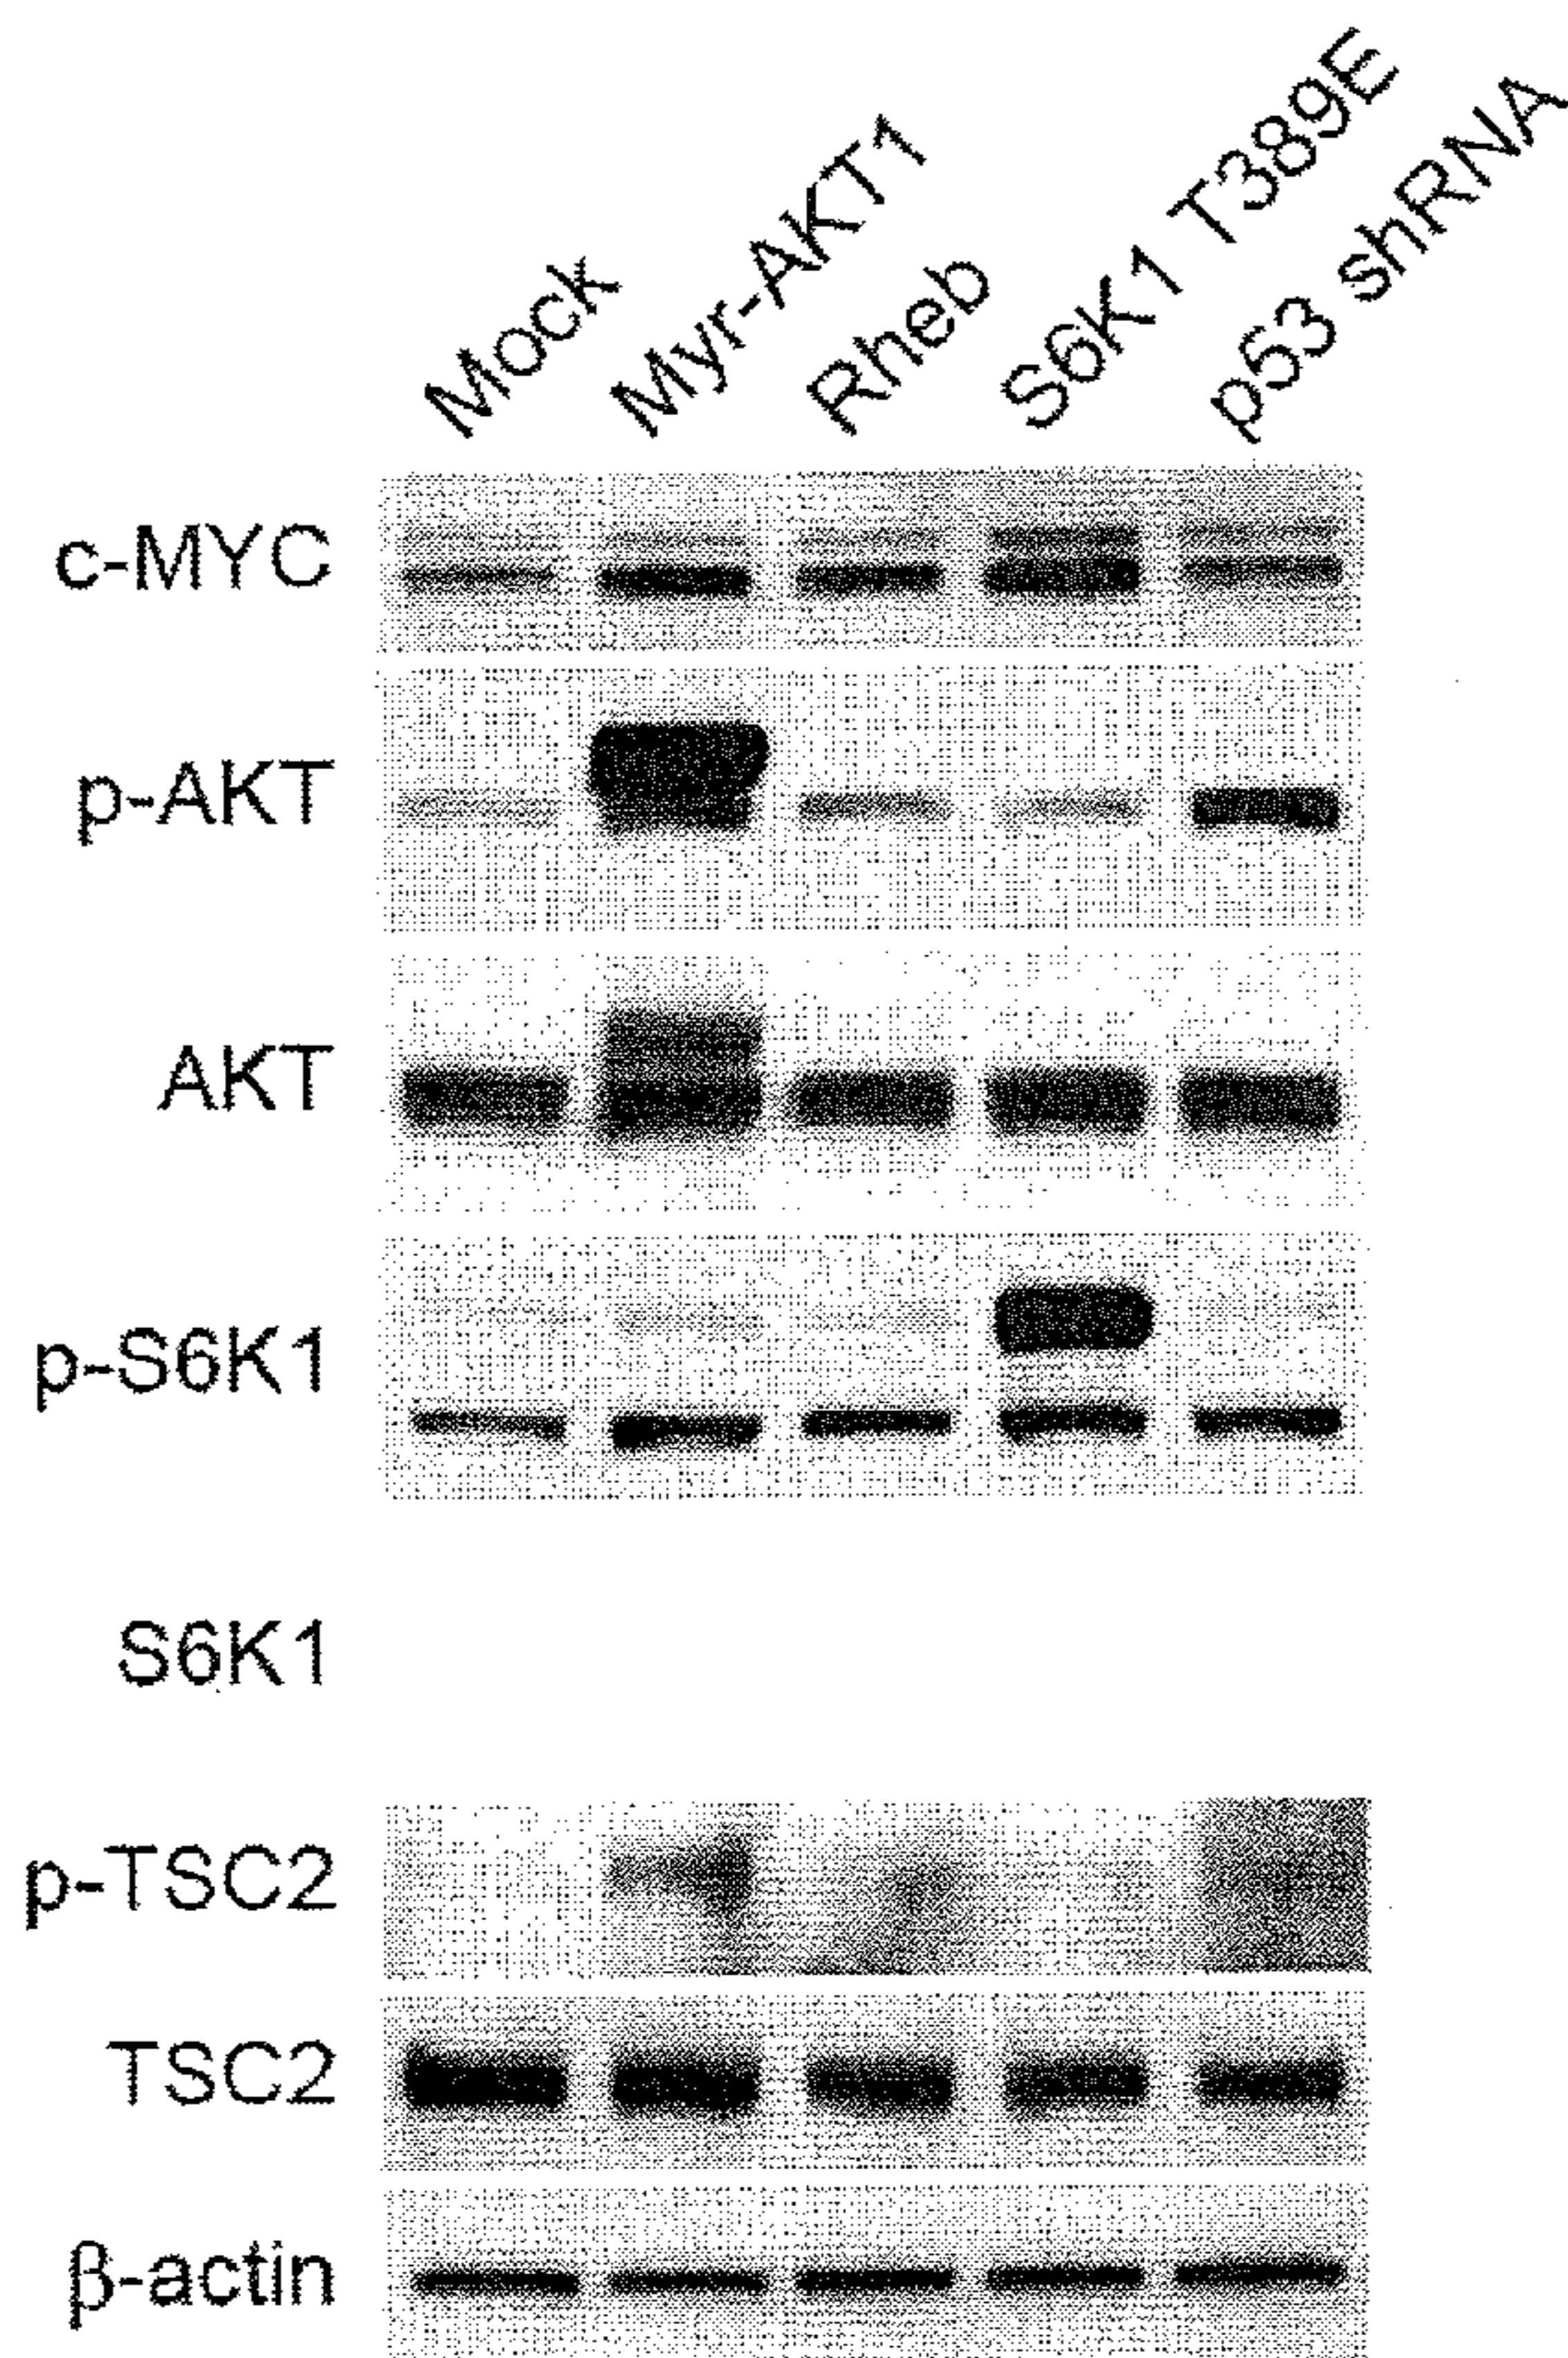 Mock
Myr-AKT1
Rheb
S6K1 T389E
p53 shRNA
c-MYC
p-AKT
AKT
p-S6K1
S6K1
p-TSC2
TSC2
β-actin